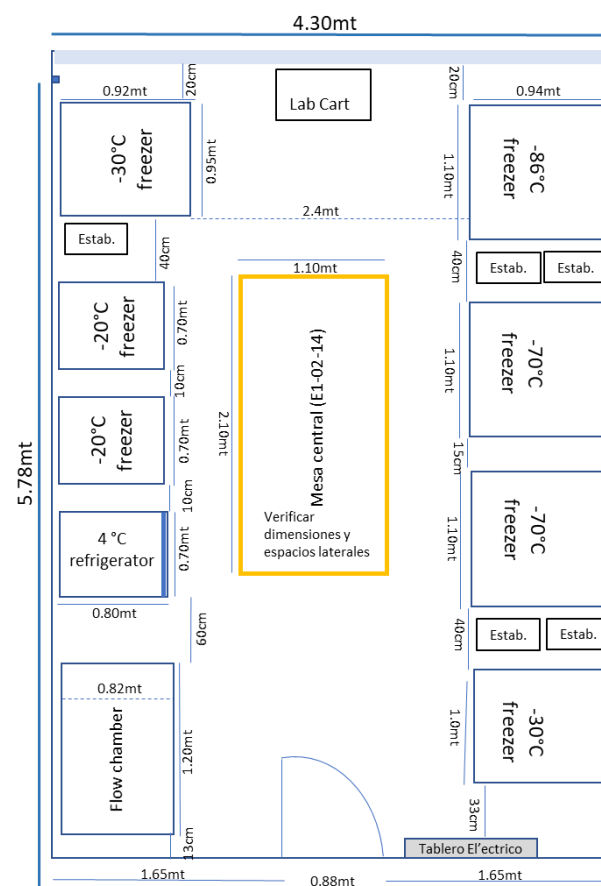 4.30mt
0.92mt
20cm
Lab Cart
20cm
0.94mt
-30°C
freezer
0.95mt
1.10mt
-86°C
freezer
2.4mt
Estab.
40cm
1.10mt
40cm
Estab.
Estab.
-20°C
freezer
0.70mt
10cm
-20°C
freezer
0.70mt
10cm
2.10mt
Mesa central (E1-02-14)
Verificar
dimensiones y
espacios laterales
1.10mt
-70°C
freezer
15cm
5.78mt
4 °C
refrigerator
0.70mt
0.80mt
1.10mt
-70°C
freezer
60cm
40cm
Estab.
Estab.
0.82mt
Flow chamber
1.20mt
13cm
1.0mt
-30°C
freezer
33cm
Tablero El'ectrico
1.65mt
0.88mt
1.65mt